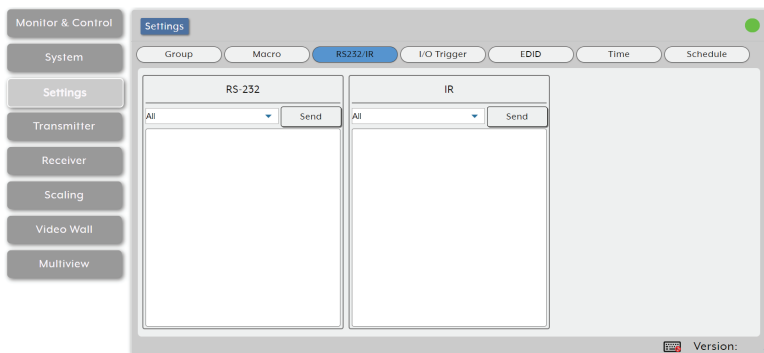 Monitor & Control
System
Settings
Transmitter
Receiver
Scaling
Video Wall
Multiview
Settings
Group Macro RS232/IR I/O Trigger EDID Time Schedule
RS-232 IR
All Send All Send
Version: